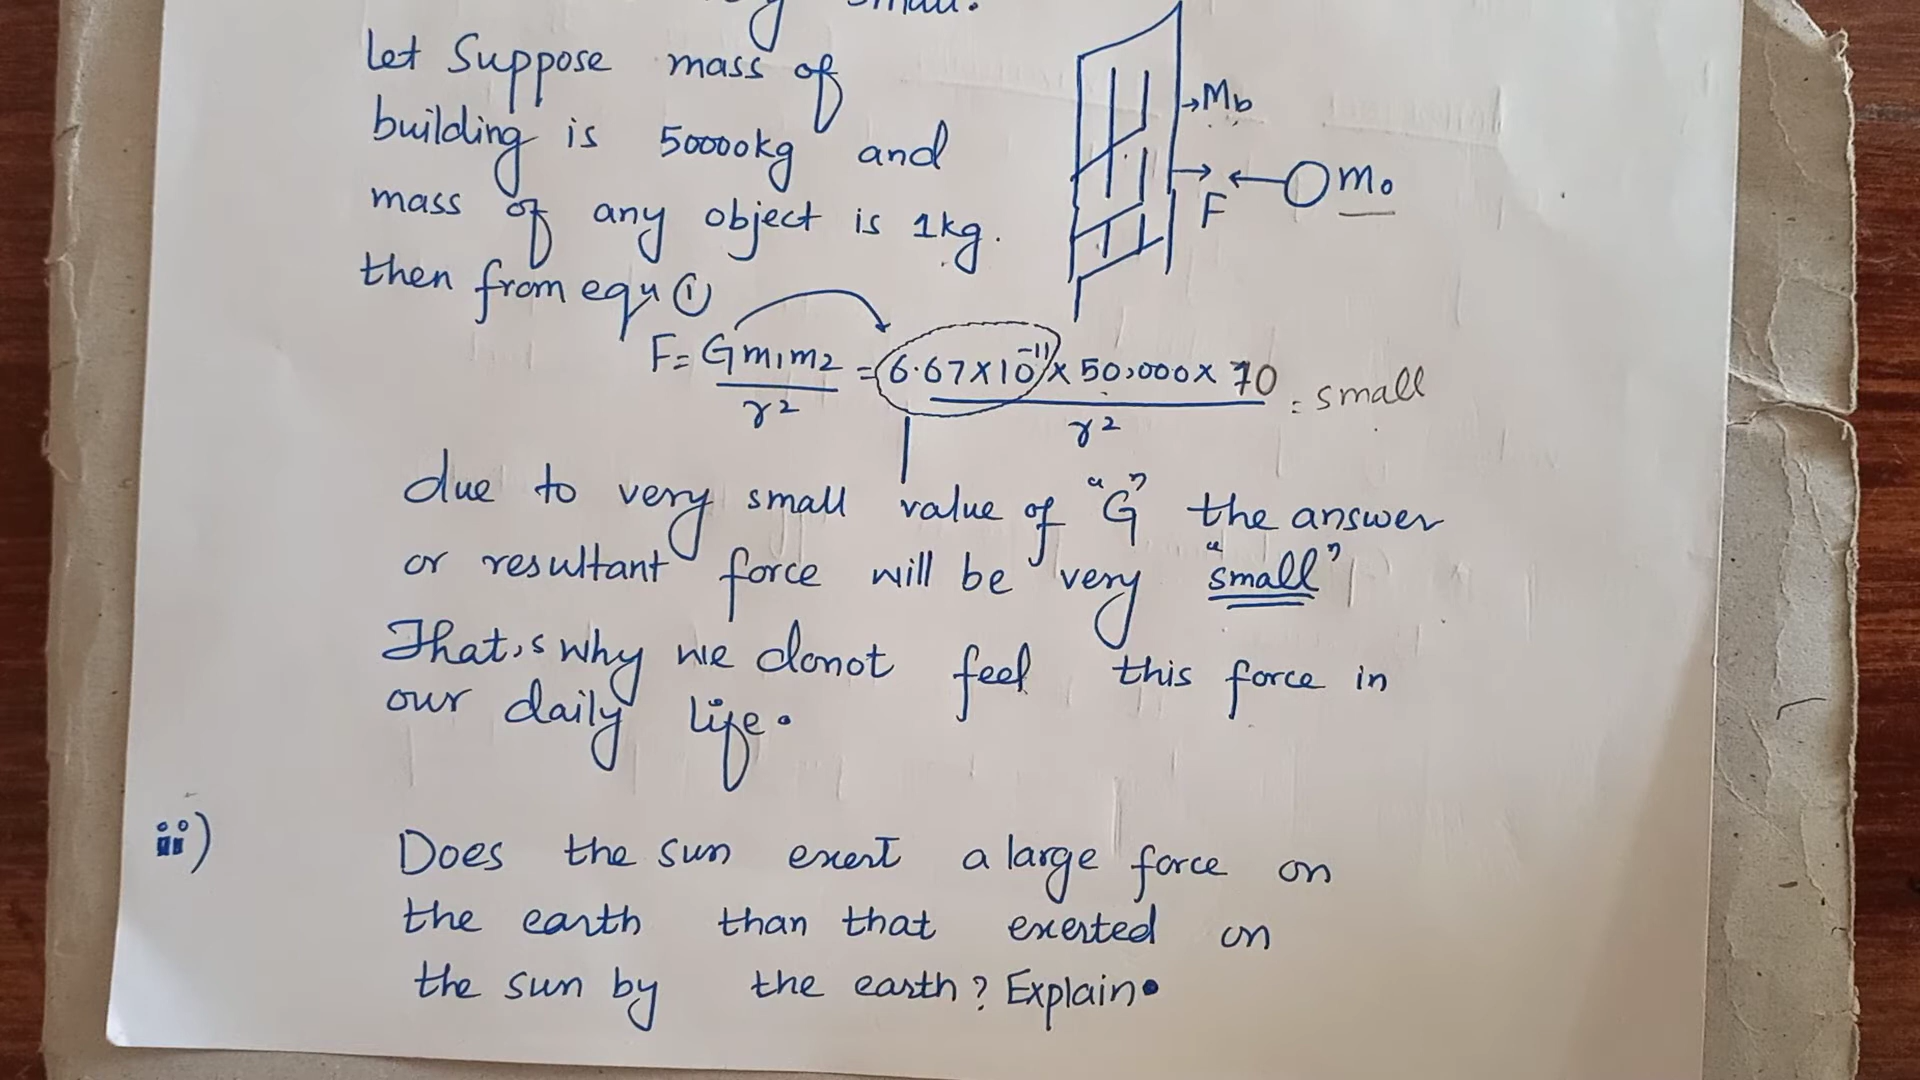 small.
let Suppose mass of
building is 50000kg and
mass of any object is 1kg.
then from equ ①
→Mb
F
mo
F = Gm1m2 / r2 = 6.67×10-11 × 50,000 × 70 / r2 = small
due to very small value of "G" the answer
or resultant force will be very "small"
That,s why we donot feel this force in
our daily life.
ii) Does the sun exert a large force on
the earth than that exerted on
the sun by the earth? Explain.